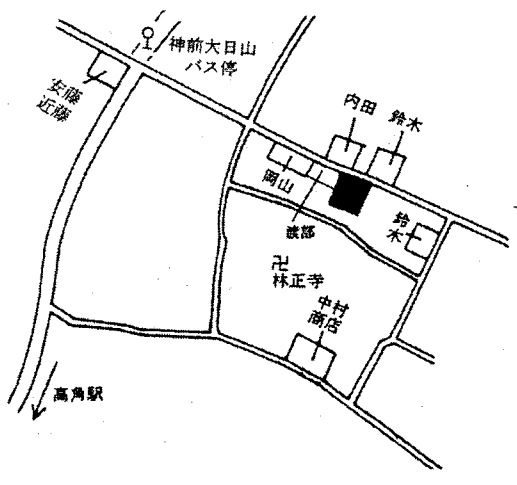 神前大日山
バス停
安藤
近藤
内田
鈴木
岡山
渡部
鈴木
卍
林正寺
中村
商店
高角駅